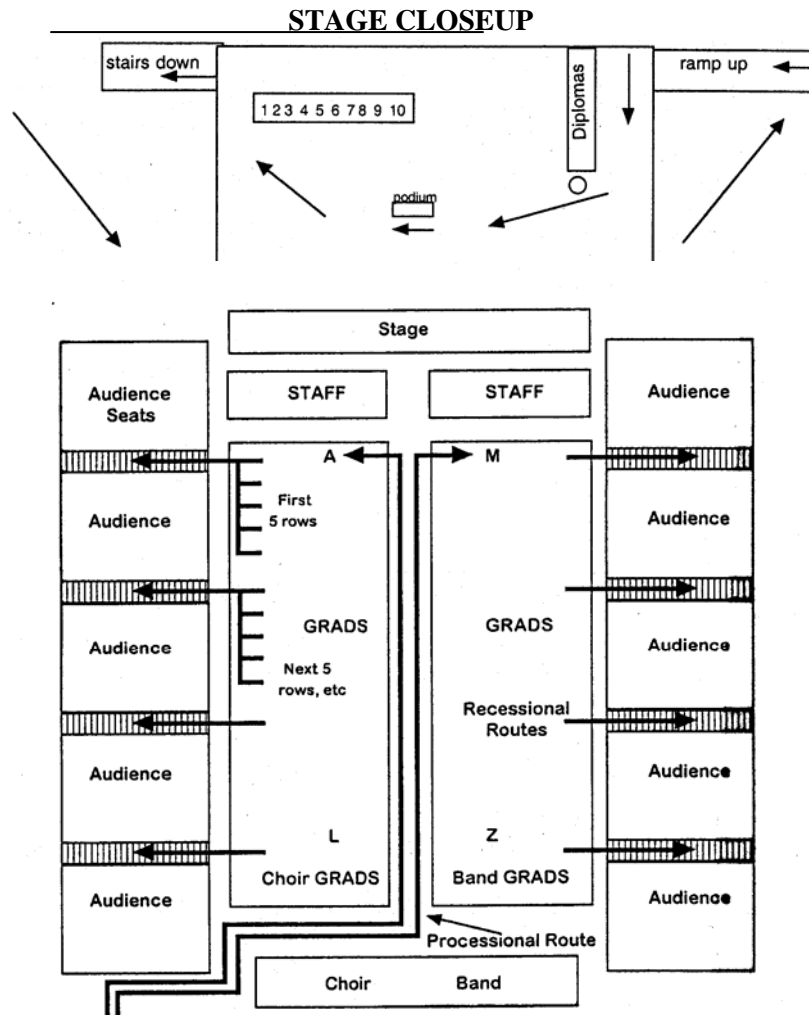 STAGE CLOSEUP
stairs down
ramp up
1 2 3 4 5 6 7 8 9 10
Diplomas
podium
Stage
Audience
Seats
STAFF
STAFF
Audience
A
M
First
5 rows
Audience
Audience
GRADS
GRADS
Audience
Audience
Next 5
rows, etc
Recessional
Routes
Audience
Audience
L
Z
Choir GRADS
Band GRADS
Audience
Audience
Processional Route
Choir
Band